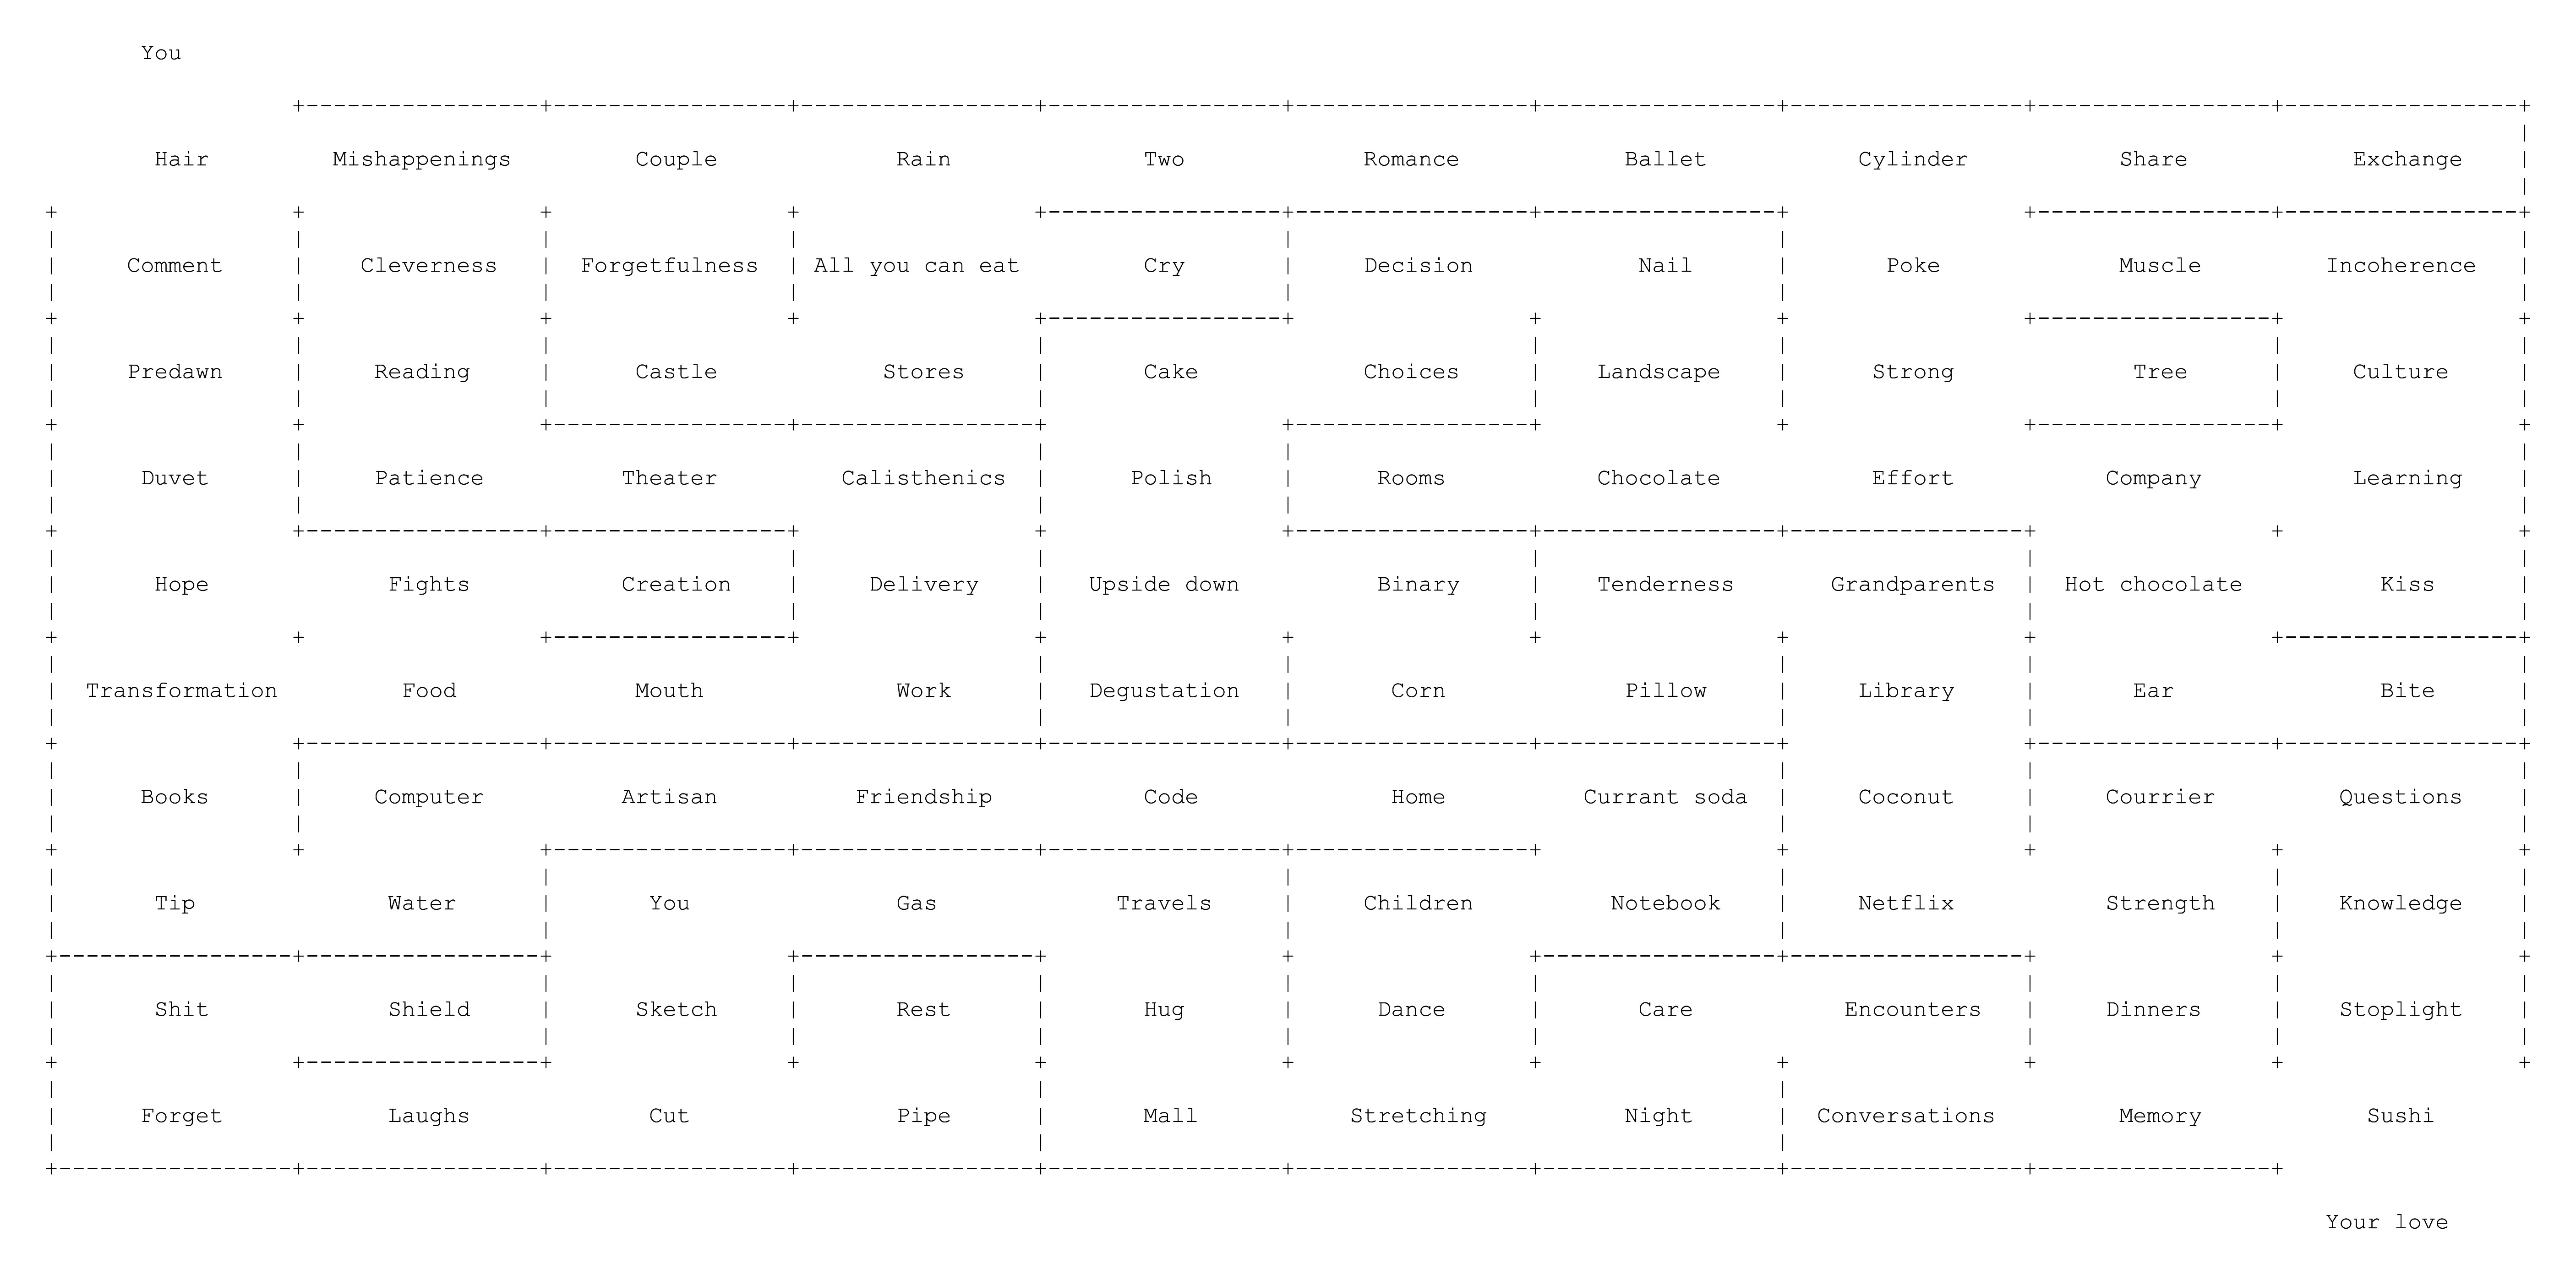 You
Hair Mishappenings Couple Rain Two Romance Ballet Cylinder Share Exchange
Comment Cleverness Forgetfulness All you can eat Cry Decision Nail Poke Muscle Incoherence
Predawn Reading Castle Stores Cake Choices Landscape Strong Tree Culture
Duvet Patience Theater Calisthenics Polish Rooms Chocolate Effort Company Learning
Hope Fights Creation Delivery Upside down Binary Tenderness Grandparents Hot chocolate Kiss
Transformation Food Mouth Work Degustation Corn Pillow Library Ear Bite
Books Computer Artisan Friendship Code Home Currant soda Coconut Courrier Questions
Tip Water You Gas Travels Children Notebook Netflix Strength Knowledge
Shit Shield Sketch Rest Hug Dance Care Encounters Dinners Stoplight
Forget Laughs Cut Pipe Mall Stretching Night Conversations Memory Sushi
Your love